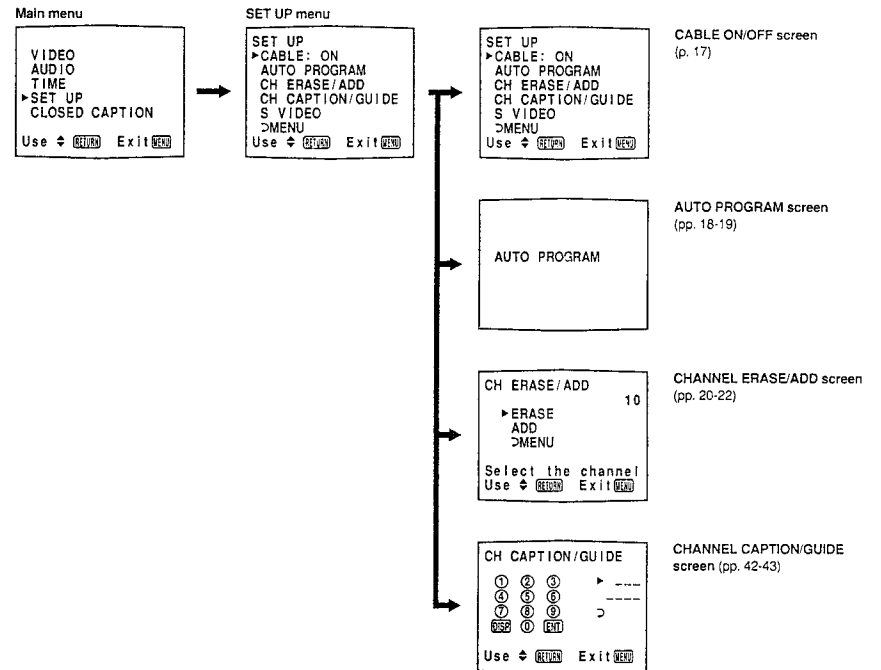 Main menu
VIDEO
AUDIO
TIME
▶SET UP
CLOSED CAPTION
Use ⬍ RETURN Exit MENU
SET UP menu
SET UP
▶CABLE: ON
AUTO PROGRAM
CH ERASE/ADD
CH CAPTION/GUIDE
S VIDEO
⊃MENU
Use ⬍ RETURN Exit MENU
SET UP
▶CABLE: ON
AUTO PROGRAM
CH ERASE/ADD
CH CAPTION/GUIDE
S VIDEO
⊃MENU
Use ⬍ RETURN Exit MENU
CABLE ON/OFF screen
(p. 17)
AUTO PROGRAM
AUTO PROGRAM screen
(pp. 18-19)
CH ERASE/ADD
10
▶ERASE
ADD
⊃MENU
Select the channel
Use ⬍ RETURN Exit MENU
CHANNEL ERASE/ADD screen
(pp. 20-22)
CH CAPTION/GUIDE
① ② ③ ▶ ----
④ ⑤ ⑥ ----
⑦ ⑧ ⑨ ⊃
DISP ⓪ ENT
Use ⬍ RETURN Exit MENU
CHANNEL CAPTION/GUIDE
screen (pp. 42-43)